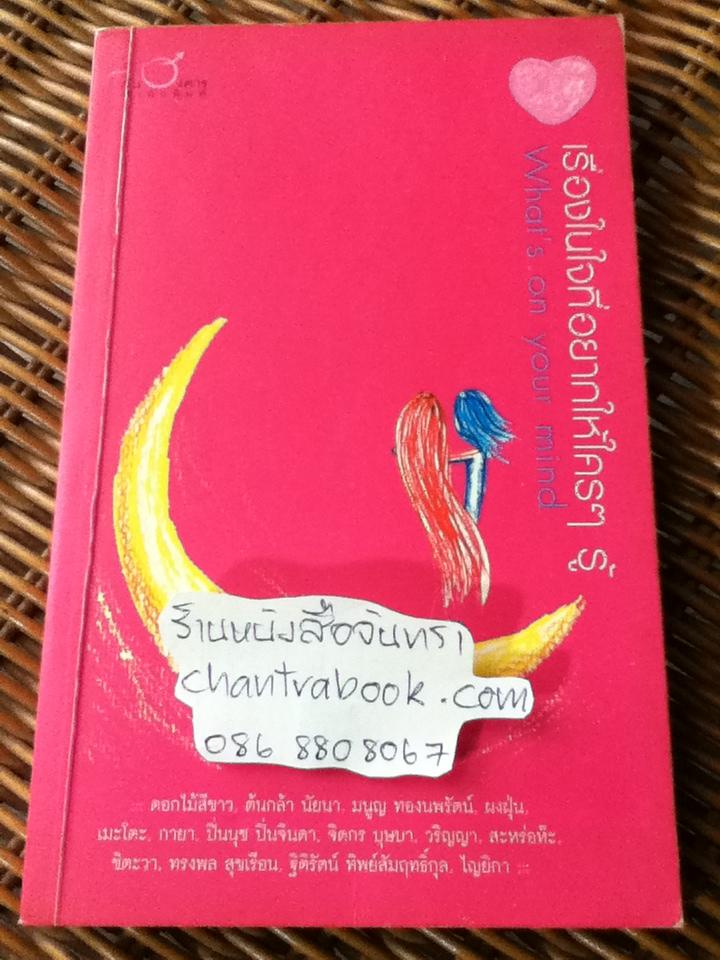 เรื่องในใจที่อยากให้ใครๆ รู้
What's on your mind
ร้านหนังสือจันทรา
chantrabook.com
086 8808067
ดอกไม้สีขาว, ต้นกล้า นัยนา, มนูญ ทองนพรัตน์, ผงฝุ่น,
เมะโตะ, กายา, ปิ่นนุช ปิ่นจินดา, จิตกร บุษบา, วริญญา, สะหร่อทีะ,
ชิตะวา, ทรงพล สุขเรือน, ฐิติรัตน์ ทิพย์สัมฤทธิ์กุล, ไญยิกา